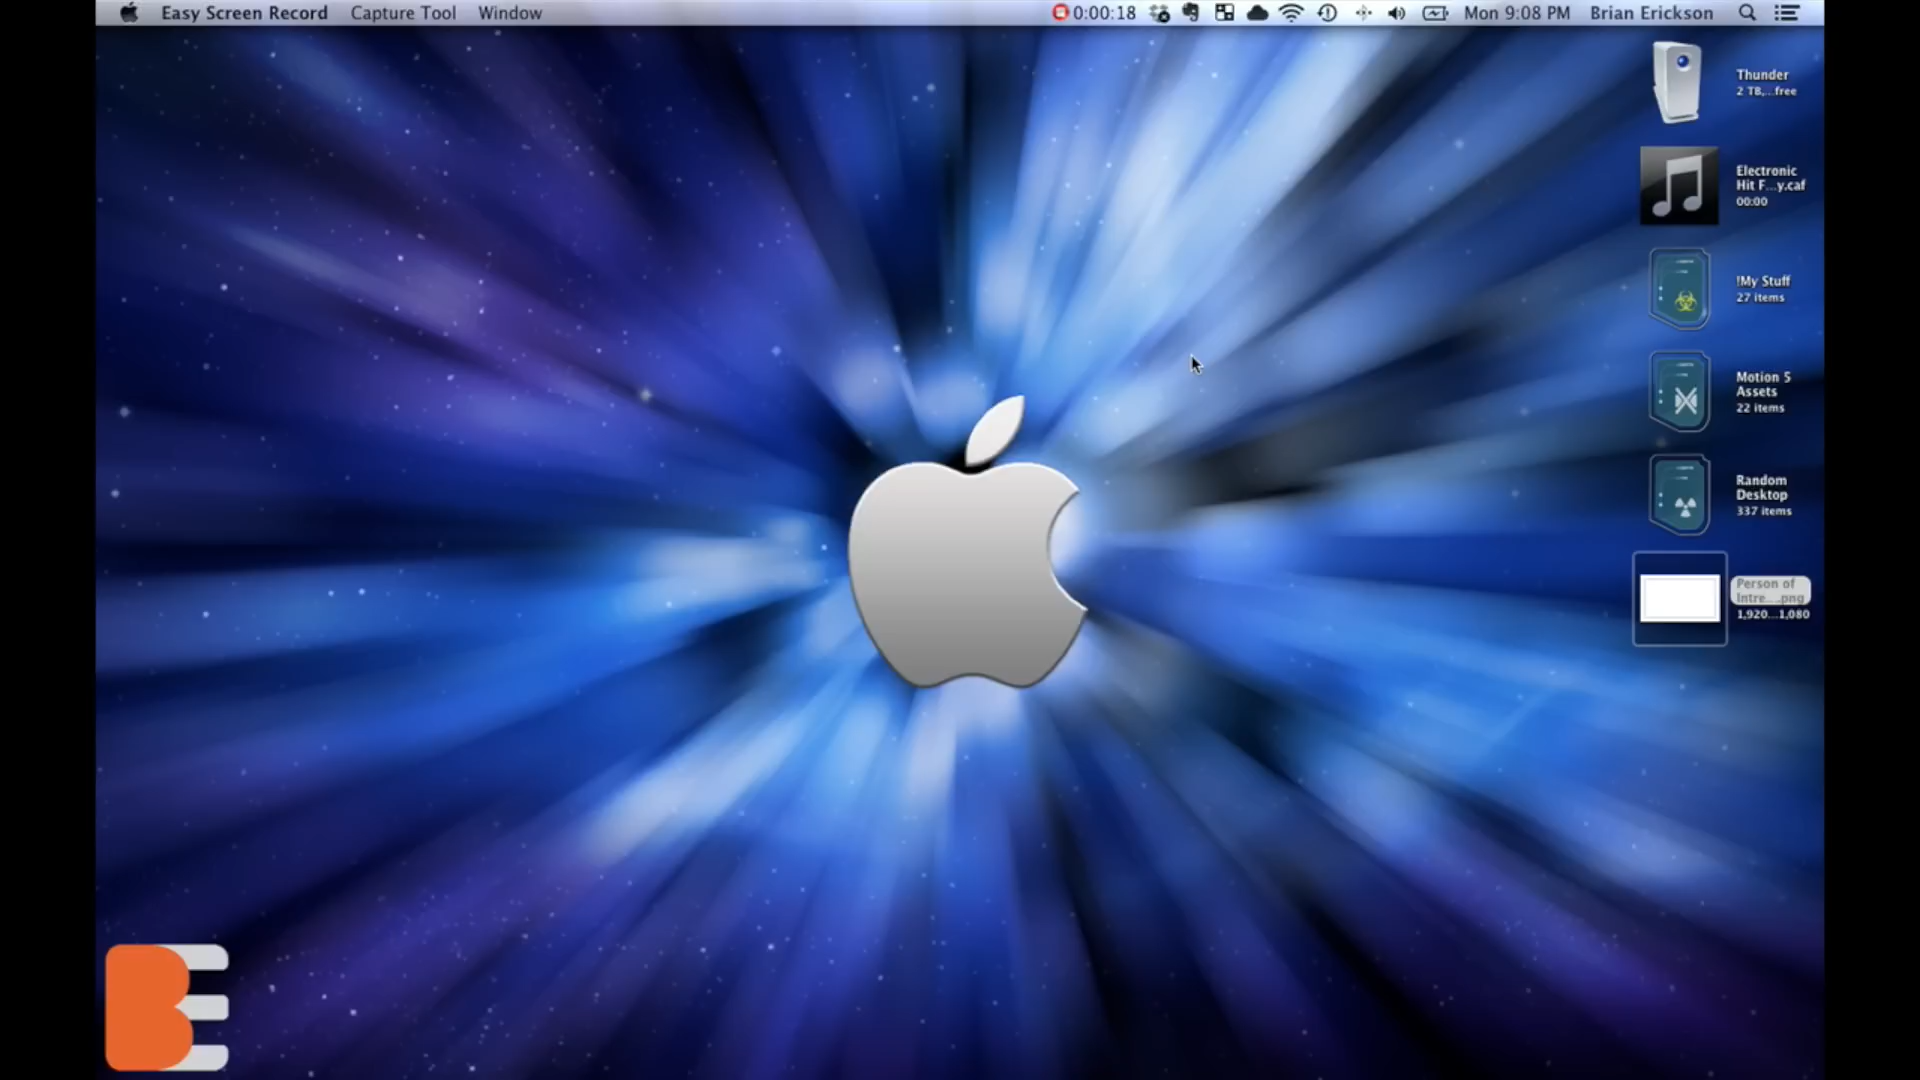 Easy Screen Record Capture Tool Window 0:00:18 Mon 9:08 PM Brian Erickson
Thunder
2 TB,...free
Electronic
Hit F...y.caf
00:00
!My Stuff
27 items
Motion 5
Assets
22 items
Random
Desktop
337 items
Person of
Intre....png
1,920...1,080
BE